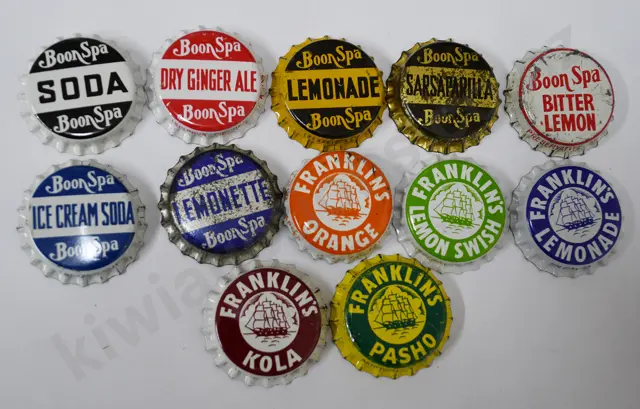 Boon Spa
SODA
Boon Spa
Boon Spa
DRY GINGER ALE
Boon Spa
Boon Spa
LEMONADE
Boon Spa
Boon Spa
SARSAPARILLA
Boon Spa
Boon Spa
BITTER
LEMON
Boon Spa
ICE CREAM SODA
Boon Spa
Boon Spa
LEMONETTE
Boon Spa
FRANKLIN'S
ORANGE
FRANKLIN'S
LEMON SWISH
FRANKLIN'S
LEMONADE
FRANKLIN'S
KOLA
FRANKLIN'S
PASHO